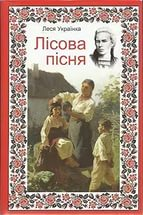 Леся Українка
Лісова
пісня